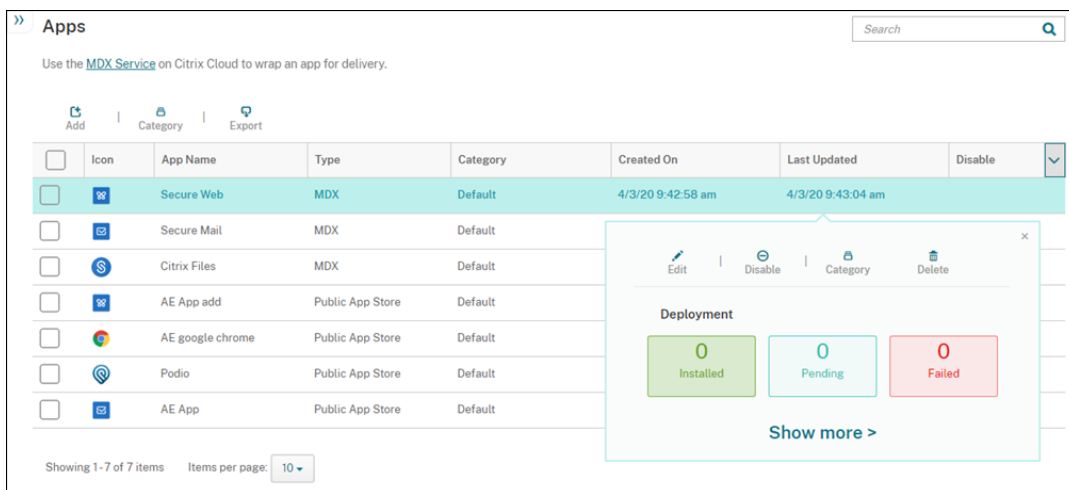 »
Apps
Search
Use the MDX Service on Citrix Cloud to wrap an app for delivery.
Add | Category | Export
Icon App Name Type Category Created On Last Updated Disable
Secure Web MDX Default 4/3/20 9:42:58 am 4/3/20 9:43:04 am
Secure Mail MDX Default
Citrix Files MDX Default
AE App add Public App Store Default
AE google chrome Public App Store Default
Podio Public App Store Default
AE App Public App Store Default
×
Edit | Disable | Category Delete
Deployment
0 0 0
Installed Pending Failed
Show more >
Showing 1-7 of 7 items Items per page: 10